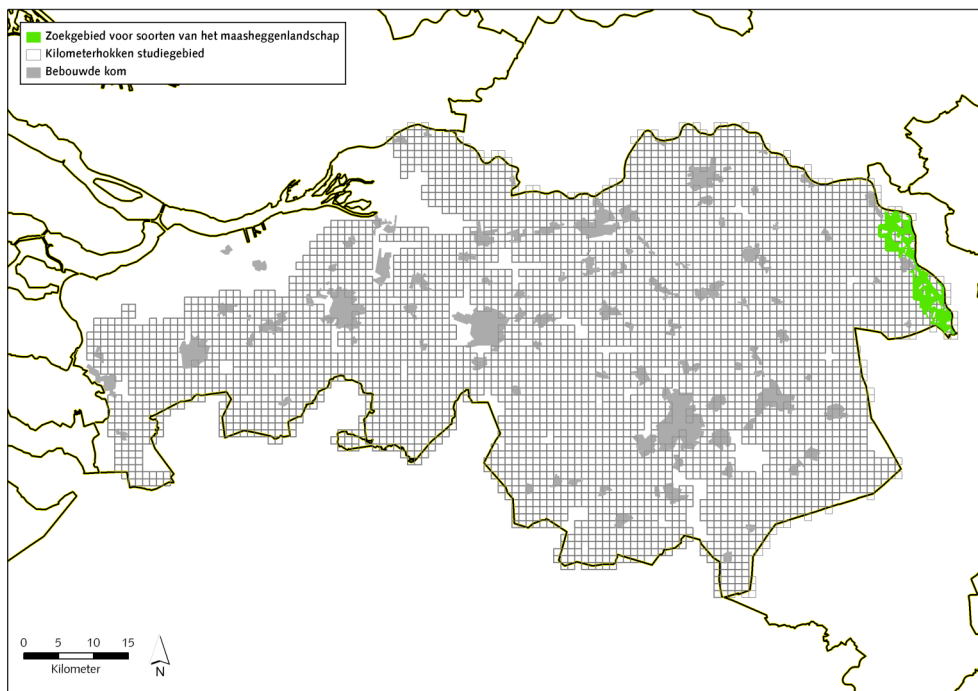 Zoekgebied voor soorten van het maasheggenlandschap
Kilometerhokken studiegebied
Bebouwde kom
0 5 10 15
Kilometer
N